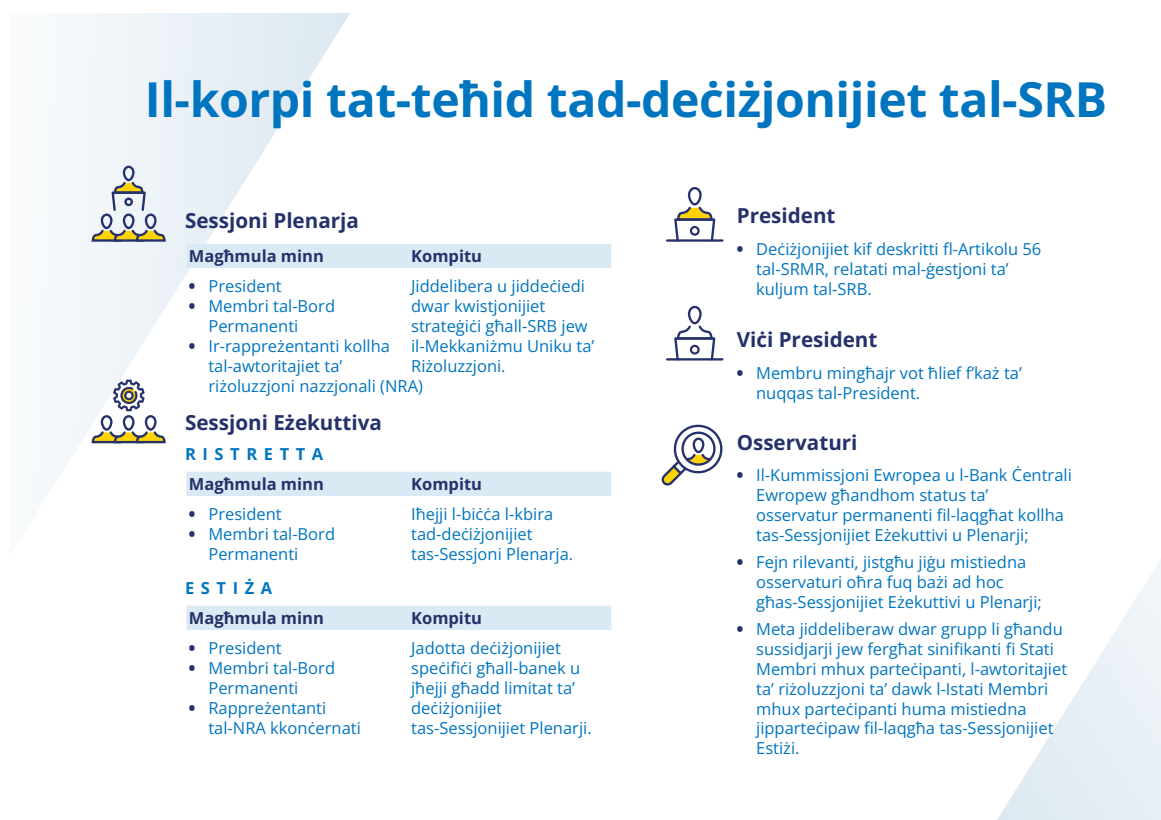 Il-korpi tat-teħid tad-deċiżjonijiet tal-SRB
Sessjoni Plenarja
Magħmula minn
Kompitu
• President
• Membri tal-Bord
Permanenti
• Ir-rappreżentanti kollha
tal-awtoritajiet ta’
riżoluzzjoni nazzjonali (NRA)
Jiddelibera u jiddeċiedi
dwar kwistjonijiet
strateġiċi għall-SRB jew
il-Mekkaniżmu Uniku ta’
Riżoluzzjoni.
Sessjoni Eżekuttiva
RISTRETTA
Magħmula minn
Kompitu
• President
• Membri tal-Bord
Permanenti
Iħejji l-biċċa l-kbira
tad-deċiżjonijiet
tas-Sessjoni Plenarja.
ESTIŻA
Magħmula minn
Kompitu
• President
• Membri tal-Bord
Permanenti
• Rappreżentanti
tal-NRA kkonċernati
Jadotta deċiżjonijiet
speċifiċi għall-banek u
jħejji għadd limitat ta’
deċiżjonijiet
tas-Sessjonijiet Plenarji.
President
• Deċiżjonijiet kif deskritti fl-Artikolu 56
tal-SRMR, relatati mal-ġestjoni ta’
kuljum tal-SRB.
Viċi President
• Membru mingħajr vot ħlief f’każ ta’
nuqqas tal-President.
Osservaturi
• Il-Kummissjoni Ewropea u l-Bank Ċentrali
Ewropew għandhom status ta’
osservatur permanenti fil-laqgħat kollha
tas-Sessjonijiet Eżekuttivi u Plenarji;
• Fejn rilevanti, jistgħu jiġu mistiedna
osservaturi oħra fuq bażi ad hoc
għas-Sessjonijiet Eżekuttivi u Plenarji;
• Meta jiddeliberaw dwar grupp li għandu
sussidjarji jew fergħat sinifikanti fi Stati
Membri mhux parteċipanti, l-awtoritajiet
ta’ riżoluzzjoni ta’ dawk l-Istati Membri
mhux parteċipanti huma mistiedna
jipparteċipaw fil-laqgħa tas-Sessjonijiet
Estiżi.